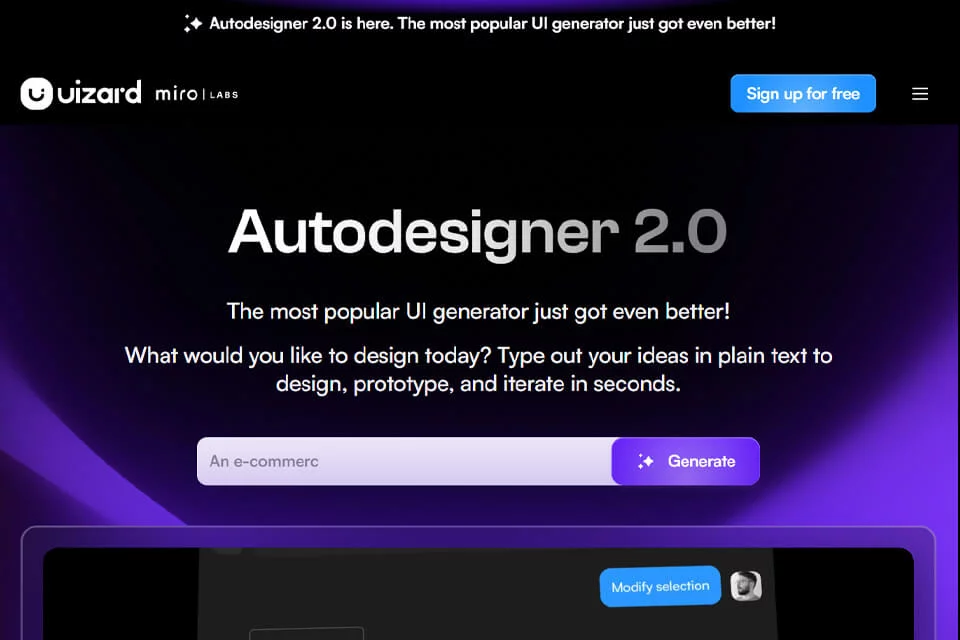 Autodesigner 2.0 is here. The most popular UI generator just got even better!
uizard miro | LABS
Sign up for free
Autodesigner 2.0
The most popular UI generator just got even better!
What would you like to design today? Type out your ideas in plain text to
design, prototype, and iterate in seconds.
An e-commerc
Generate
Modify selection